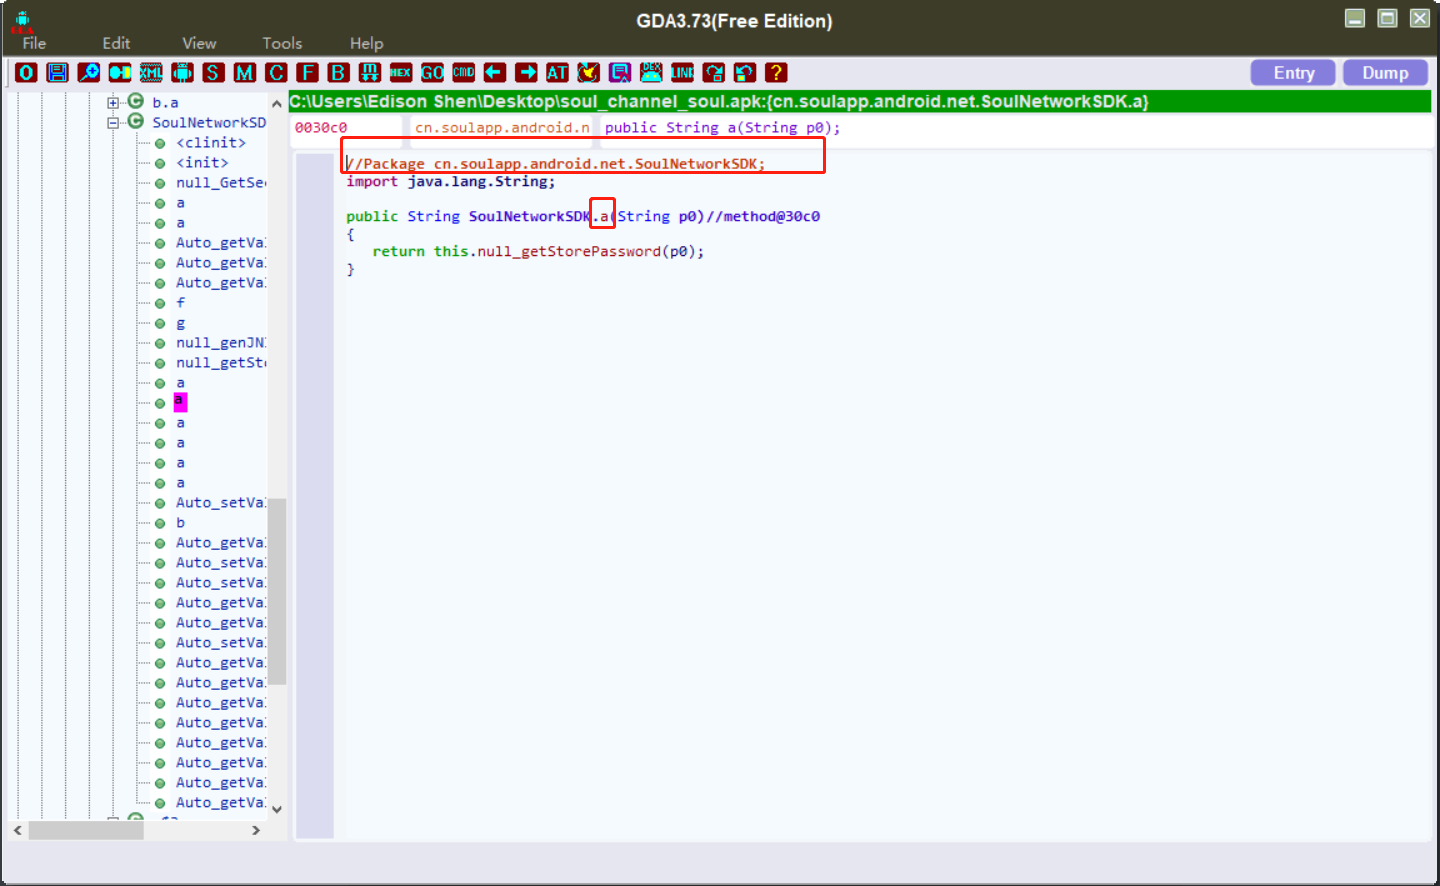 GDA3.73(Free Edition)
GDA
File Edit View Tools Help
O XML S M C F B HEX GO CMD AT DEX LINK ? Entry Dump
b.a
SoulNetworkSD
<clinit>
<init>
null_GetSe
a
a
Auto_getVa
Auto_getVa
Auto_getVa
f
g
null_genJN
null_getSt
a
a
a
a
a
a
Auto_setVa
b
Auto_getVa
Auto_setVa
Auto_setVa
Auto_getVa
Auto_getVa
Auto_setVa
Auto_getVa
Auto_getVa
Auto_getVa
Auto_getVa
Auto_getVa
Auto_getVa
Auto_getVa
Auto_getVa
C:\Users\Edison Shen\Desktop\soul_channel_soul.apk:{cn.soulapp.android.net.SoulNetworkSDK.a}
0030c0 cn.soulapp.android.n public String a(String p0);
//Package cn.soulapp.android.net.SoulNetworkSDK;
import java.lang.String;
public String SoulNetworkSDK.a(String p0)//method@30c0
{
return this.null_getStorePassword(p0);
}